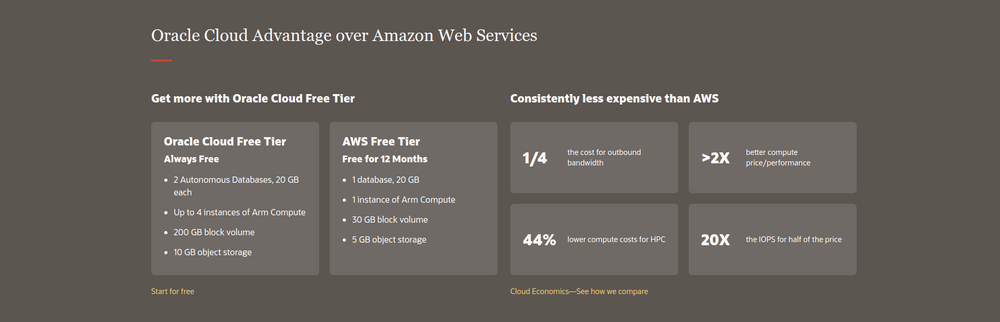 Oracle Cloud Advantage over Amazon Web Services
Get more with Oracle Cloud Free Tier
Oracle Cloud Free Tier
Always Free
• 2 Autonomous Databases, 20 GB
each
• Up to 4 instances of Arm Compute
• 200 GB block volume
• 10 GB object storage
AWS Free Tier
Free for 12 Months
• 1 database, 20 GB
• 1 instance of Arm Compute
• 30 GB block volume
• 5 GB object storage
Start for free
Consistently less expensive than AWS
1/4
the cost for outbound
bandwidth
>2X
better compute
price/performance
44%
lower compute costs for HPC
20X
the IOPS for half of the price
Cloud Economics—See how we compare